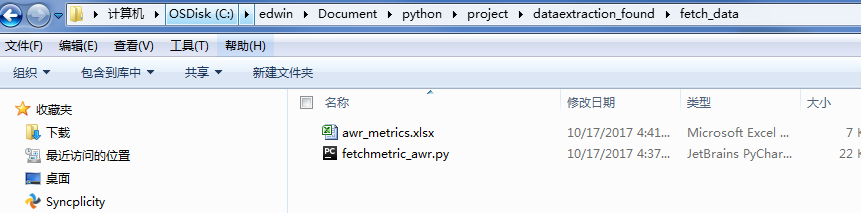 计算机 OSDisk (C:) edwin Document python project dataextraction_found fetch_data
文件(F) 编辑(E) 查看(V) 工具(T) 帮助(H)
组织 包含到库中 共享 新建文件夹
名称 修改日期 类型 大小
收藏夹
下载
最近访问的位置
桌面
Syncplicity
awr_metrics.xlsx 10/17/2017 4:41... Microsoft Excel ... 7 K
fetchmetric_awr.py 10/17/2017 4:37... JetBrains PyChar... 22 K